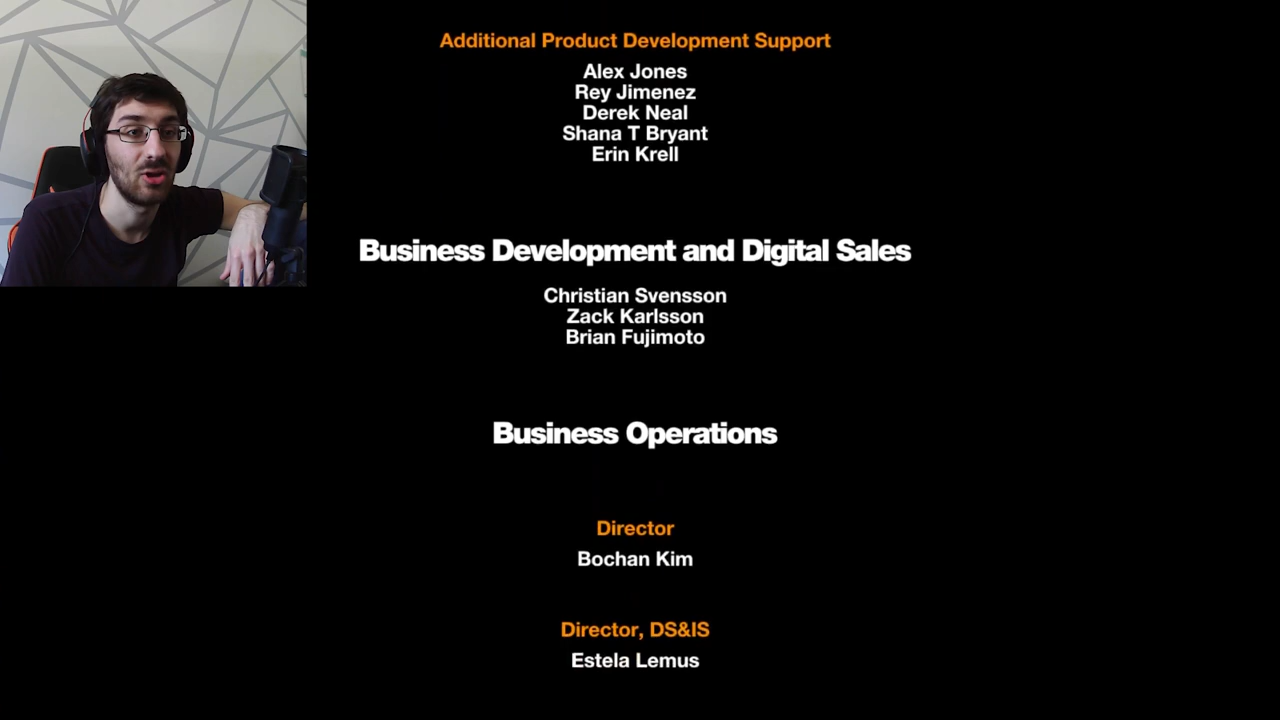 Additional Product Development Support
Alex Jones
Rey Jimenez
Derek Neal
Shana T Bryant
Erin Krell
Business Development and Digital Sales
Christian Svensson
Zack Karlsson
Brian Fujimoto
Business Operations
Director
Bochan Kim
Director, DS&IS
Estela Lemus